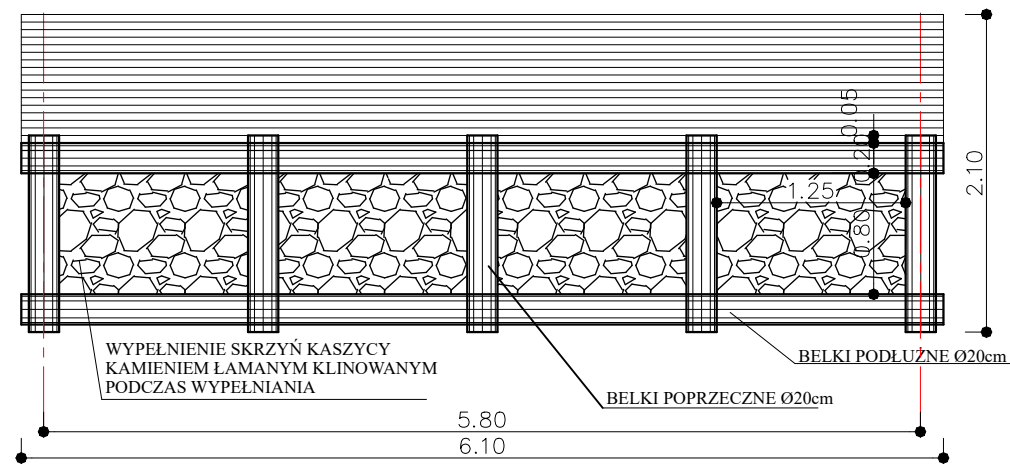 0.05
0.20
2.10
1.25
0.80
WYPEŁNIENIE SKRZYŃ KASZYCY
KAMIENIEM ŁAMANYM KLINOWANYM
PODCZAS WYPEŁNIANIA
BELKI PODŁUŻNE Ø20cm
BELKI POPRZECZNE Ø20cm
5.80
6.10